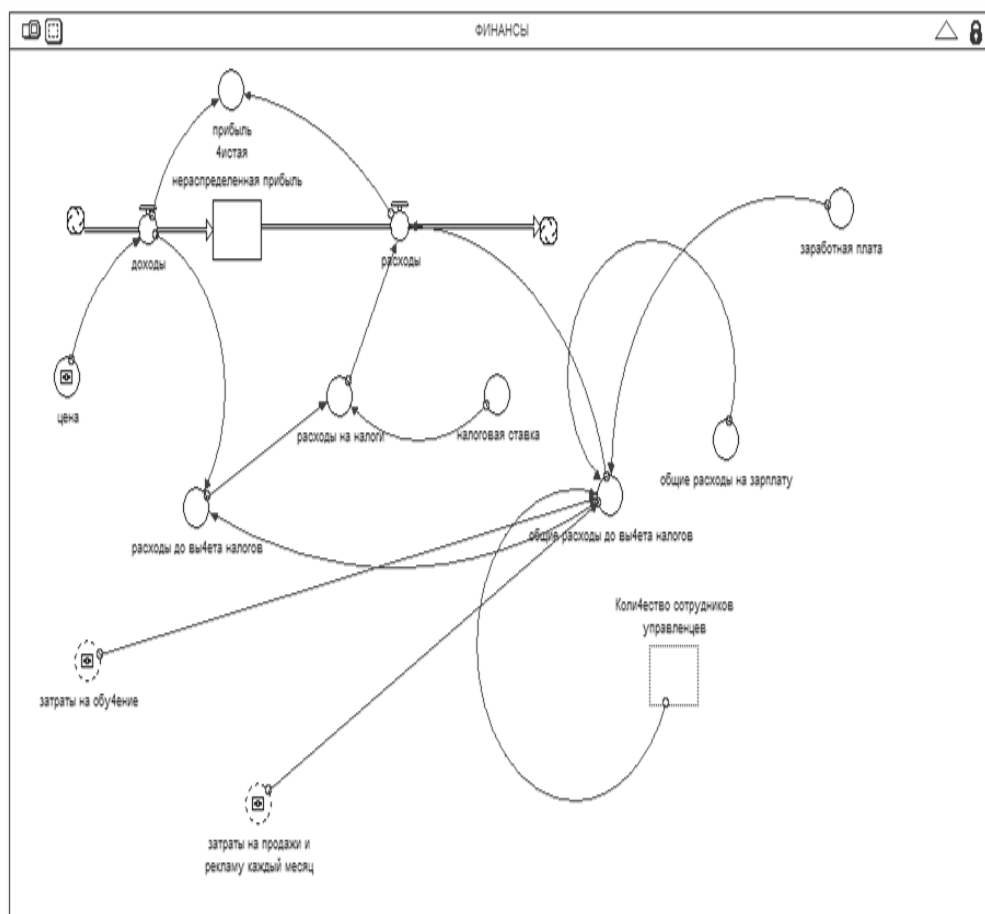 ФИНАНСЫ
прибыль
4истая
нераспределенная прибыль
доходы
расходы
заработная плата
цена
расходы на налоги
налоговая ставка
общие расходы на зарплату
расходы до вы4ета налогов
общие расходы до вы4ета налогов
Коли4ество сотрудников
управленцев
затраты на обу4ение
затраты на продажи и
рекламу каждый месяц